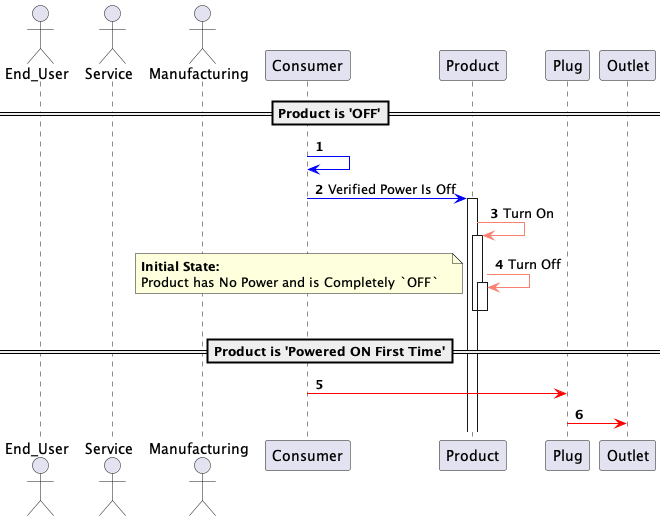 End_User Service Manufacturing Consumer Product Plug Outlet
Product is 'OFF'
1
2 Verified Power Is Off
3 Turn On
4 Turn Off
Initial State:
Product has No Power and is Completely `OFF`
Product is 'Powered ON First Time'
5
6
End_User Service Manufacturing Consumer Product Plug Outlet